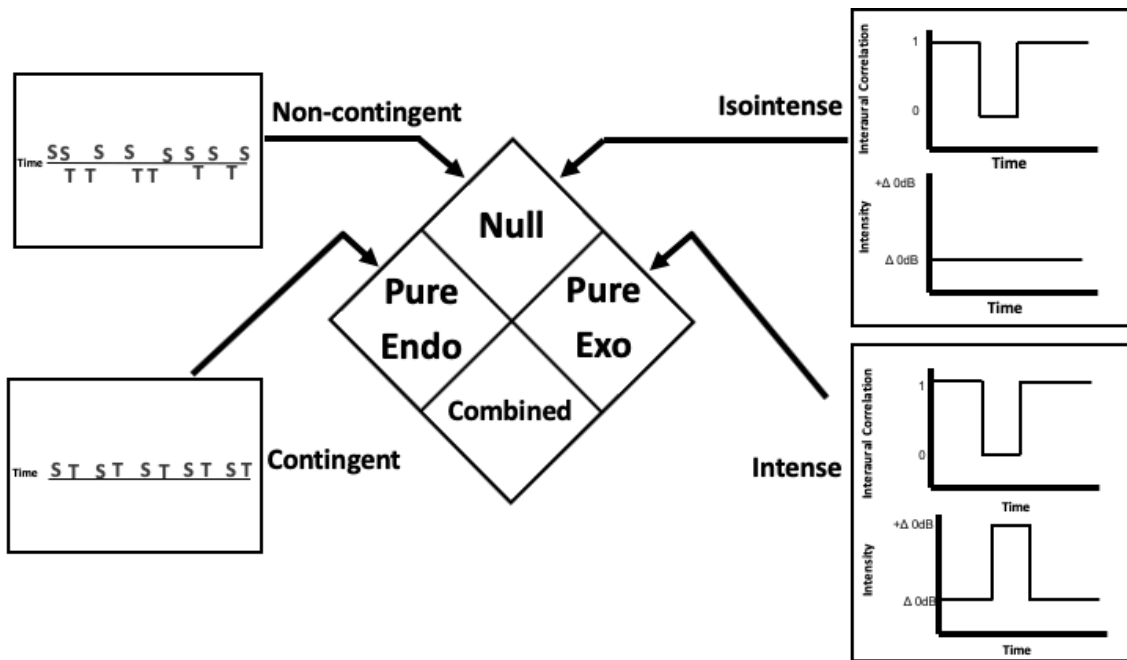 Non-contingent
Time
SS S S S S S S
T T T T T T
Contingent
Time
S T S T S T S T S T
Null
Pure
Endo
Pure
Exo
Combined
Isointense
Interaural Correlation
1
0
Time
Intensity
+Δ 0dB
Δ 0dB
Time
Intense
Interaural Correlation
1
0
Time
Intensity
+Δ 0dB
Δ 0dB
Time